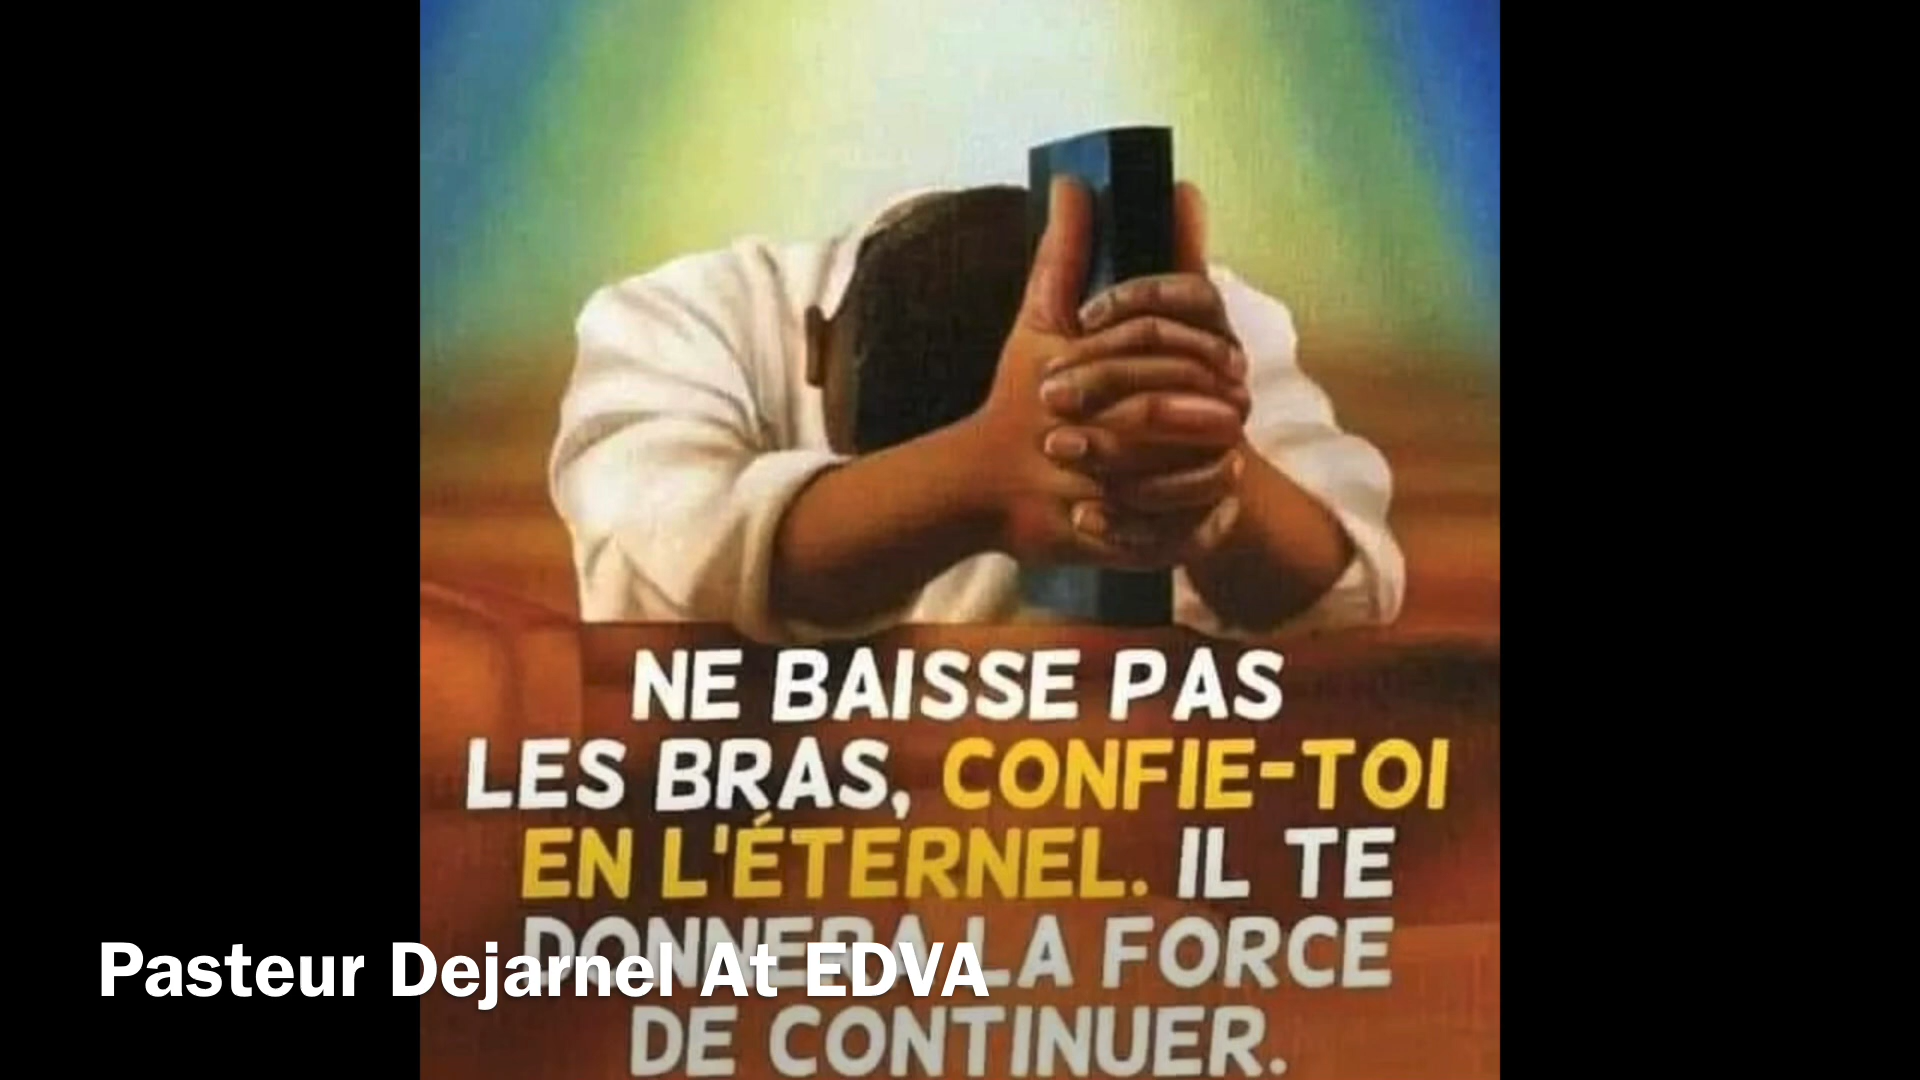 NE BAISSE PAS
LES BRAS, CONFIE-TOI
EN L'ÉTERNEL. IL TE
DONNERA LA FORCE
DE CONTINUER.
Pasteur Dejarnel At EDVA